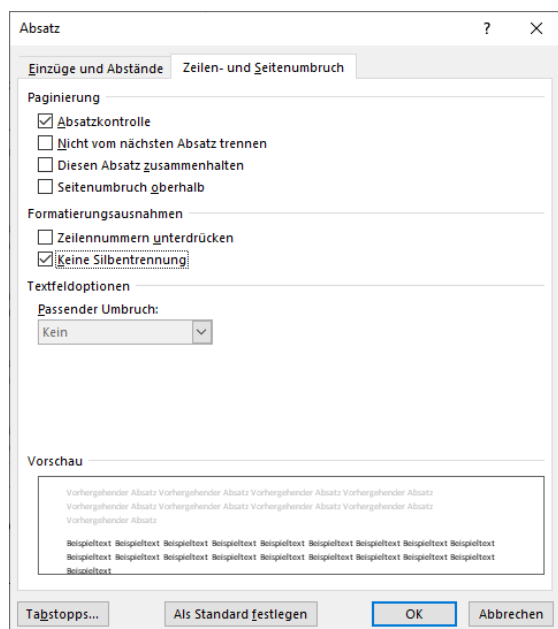 Absatz ?
Einzüge und Abstände Zeilen- und Seitenumbruch
Paginierung
Absatzkontrolle
Nicht vom nächsten Absatz trennen
Diesen Absatz zusammenhalten
Seitenumbruch oberhalb
Formatierungsausnahmen
Zeilennummern unterdrücken
Keine Silbentrennung
Textfeldoptionen
Passender Umbruch:
Kein
Vorschau
Vorhergehender Absatz Vorhergehender Absatz Vorhergehender Absatz Vorhergehender Absatz
Vorhergehender Absatz Vorhergehender Absatz Vorhergehender Absatz Vorhergehender Absatz
Vorhergehender Absatz
Beispieltext Beispieltext Beispieltext Beispieltext Beispieltext Beispieltext Beispieltext Beispieltext Beispieltext
Beispieltext Beispieltext Beispieltext Beispieltext Beispieltext Beispieltext Beispieltext Beispieltext Beispieltext
Beispieltext
Tabstopps... Als Standard festlegen OK Abbrechen